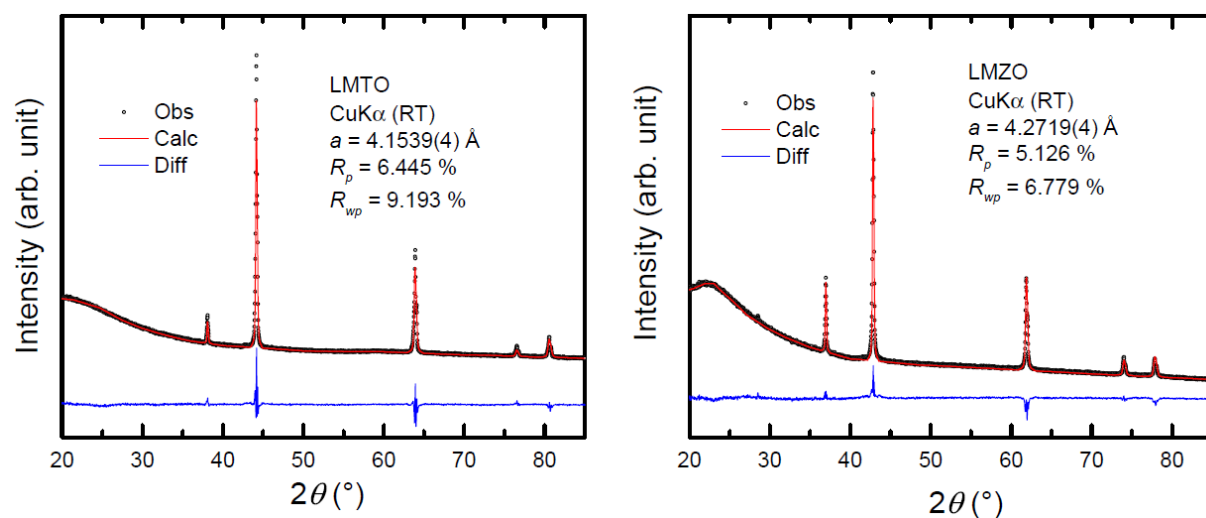 Intensity (arb. unit)
Obs
Calc
Diff
LMTO
CuKα (RT)
a = 4.1539(4) Å
Rp = 6.445 %
Rwp = 9.193 %
20 30 40 50 60 70 80
2θ (°)
Intensity (arb. unit)
Obs
Calc
Diff
LMZO
CuKα (RT)
a = 4.2719(4) Å
Rp = 5.126 %
Rwp = 6.779 %
20 30 40 50 60 70 80
2θ (°)